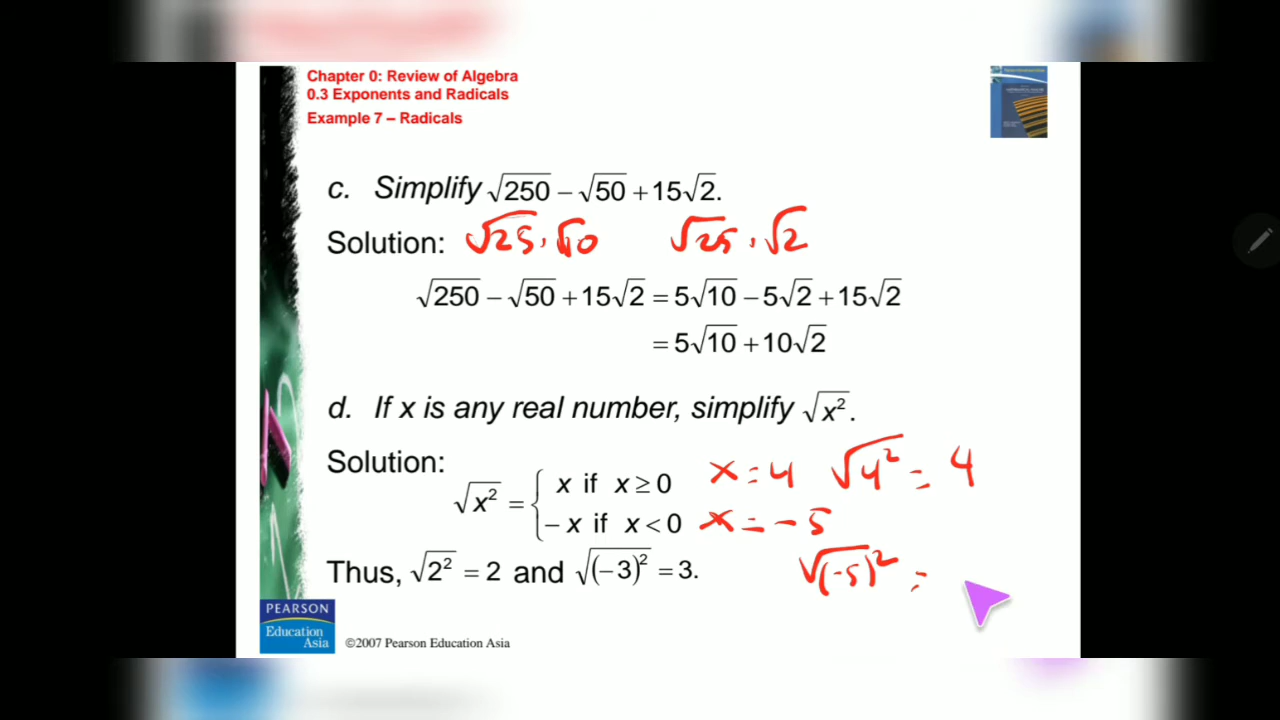 Chapter 0: Review of Algebra
0.3 Exponents and Radicals
Example 7 – Radicals
c. Simplify √250 − √50 + 15√2.
Solution: √25 · √10 √25 · √2
√250 − √50 + 15√2 = 5√10 − 5√2 + 15√2
= 5√10 + 10√2
d. If x is any real number, simplify √x².
Solution:
√x² = { x if x ≥ 0 x = 4 √4² = 4
− x if x < 0 x = − 5
Thus, √2² = 2 and √(−3)² = 3. √(-5)² =
PEARSON
Education
Asia
©2007 Pearson Education Asia